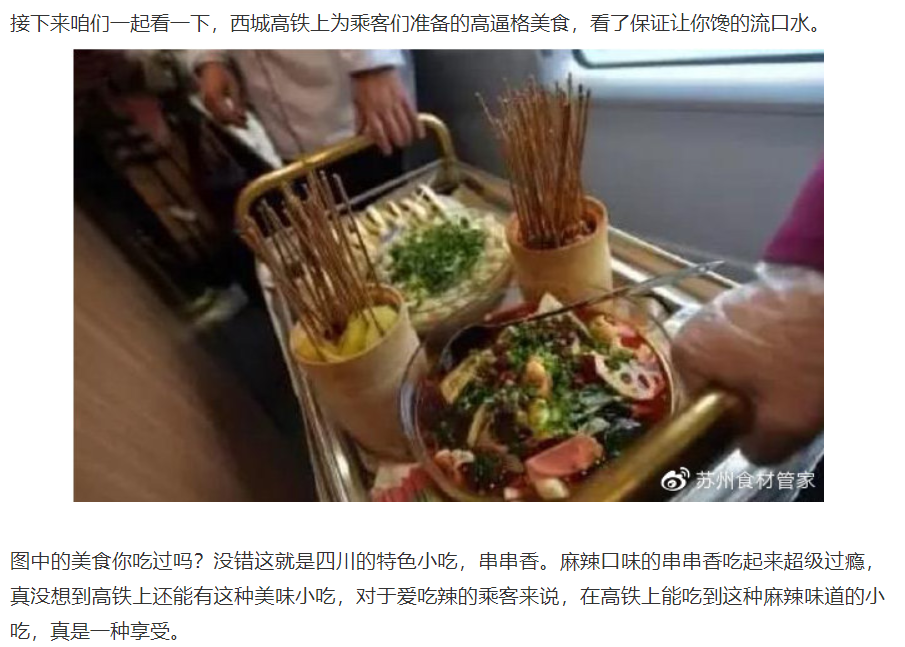 接下来咱们一起看一下，西城高铁上为乘客们准备的高逼格美食，看了保证让你馋的流口水。
苏州食材管家
图中的美食你吃过吗？没错这就是四川的特色小吃，串串香。麻辣口味的串串香吃起来超级过瘾，
真没想到高铁上还能有这种美味小吃，对于爱吃辣的乘客来说，在高铁上能吃到这种麻辣味道的小
吃，真是一种享受。